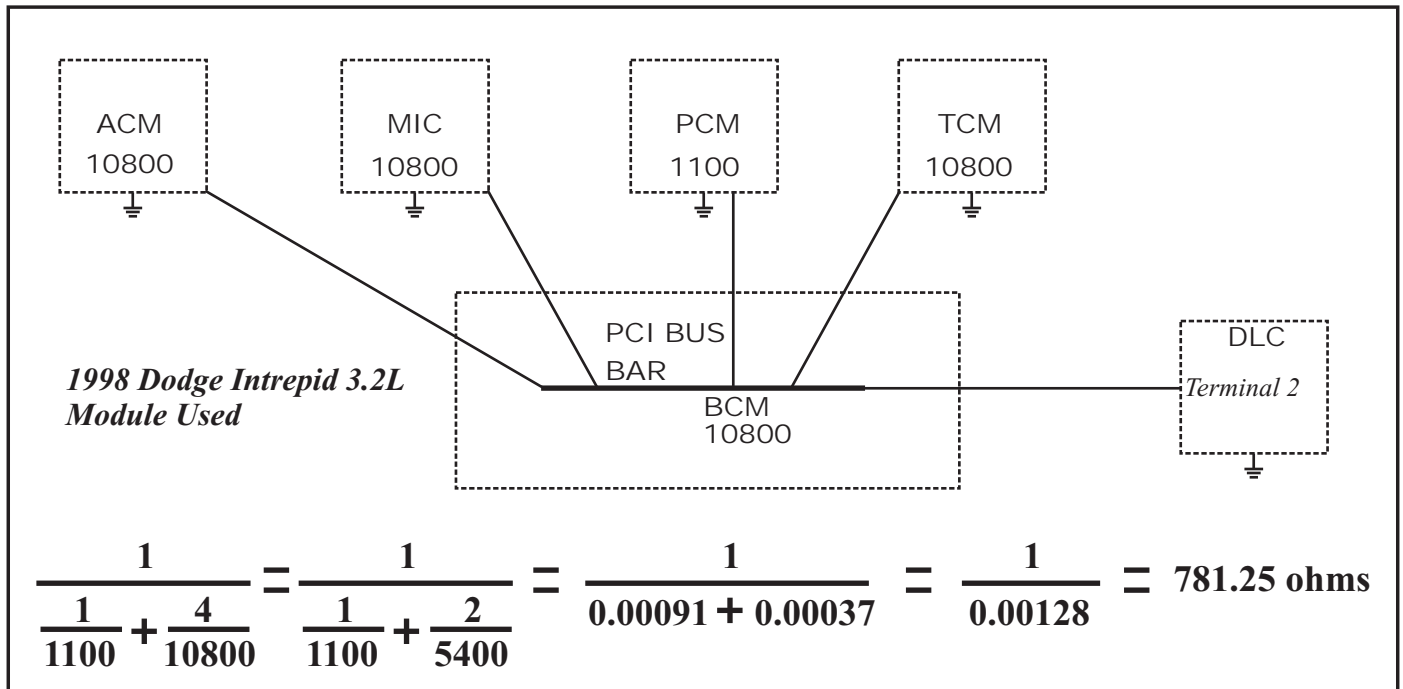 ACM
10800
MIC
10800
PCM
1100
TCM
10800
PCI BUS
BAR
BCM
10800
DLC
Terminal 2
1998 Dodge Intrepid 3.2L
Module Used
1
1 + 4
1100 10800
=
1
1 + 2
1100 5400
=
1
0.00091 + 0.00037
=
1
0.00128
= 781.25 ohms